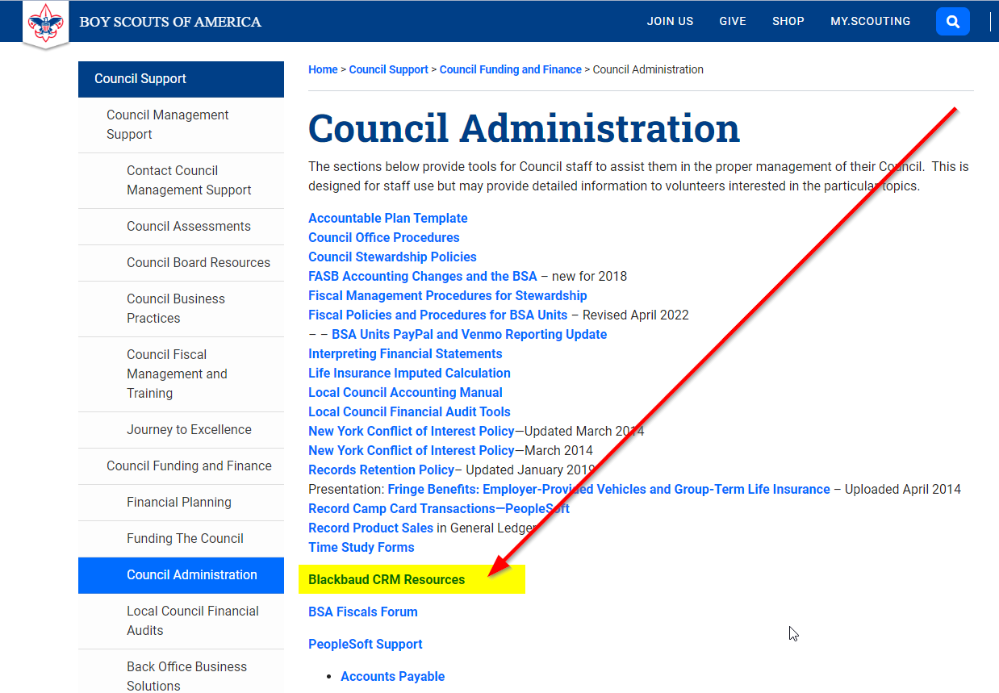 BOY SCOUTS OF AMERICA
JOIN US GIVE SHOP MY.SCOUTING
Council Support
Council Management
Support
Contact Council
Management Support
Council Assessments
Council Board Resources
Council Business
Practices
Council Fiscal
Management and
Training
Journey to Excellence
Council Funding and Finance
Financial Planning
Funding The Council
Council Administration
Local Council Financial
Audits
Back Office Business
Solutions
Home > Council Support > Council Funding and Finance > Council Administration
Council Administration
The sections below provide tools for Council staff to assist them in the proper management of their Council. This is
designed for staff use but may provide detailed information to volunteers interested in the particular topics.
Accountable Plan Template
Council Office Procedures
Council Stewardship Policies
FASB Accounting Changes and the BSA – new for 2018
Fiscal Management Procedures for Stewardship
Fiscal Policies and Procedures for BSA Units – Revised April 2022
– – BSA Units PayPal and Venmo Reporting Update
Interpreting Financial Statements
Life Insurance Imputed Calculation
Local Council Accounting Manual
Local Council Financial Audit Tools
New York Conflict of Interest Policy—Updated March 2014
New York Conflict of Interest Policy—March 2014
Records Retention Policy– Updated January 2019
Presentation: Fringe Benefits: Employer-Provided Vehicles and Group-Term Life Insurance – Uploaded April 2014
Record Camp Card Transactions—PeopleSoft
Record Product Sales in General Ledger
Time Study Forms
Blackbaud CRM Resources
BSA Fiscals Forum
PeopleSoft Support
• Accounts Payable